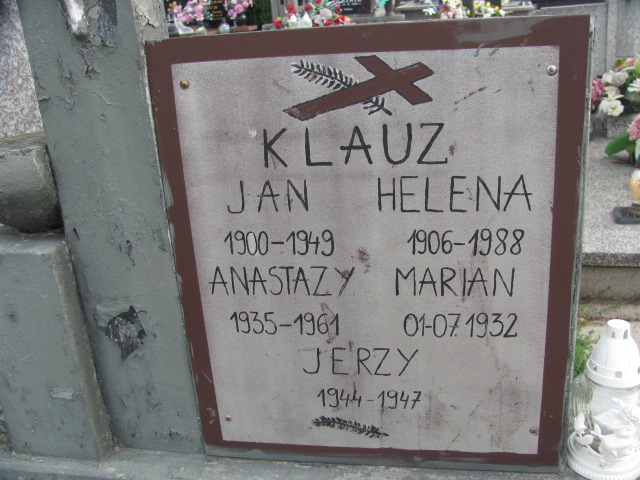 KLAUZ
JAN HELENA
1900-1949 1906-1988
ANASTAZY MARIAN
1935-1961 01-07.1932
JERZY
1944-1947